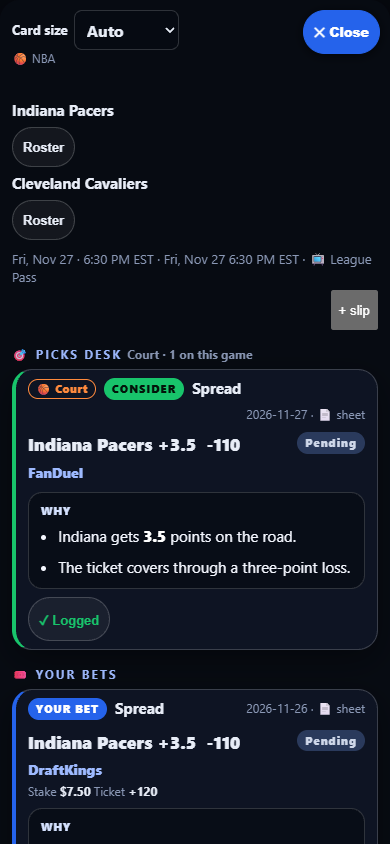 Card size Auto ✕ Close
🏀 NBA
Indiana Pacers
Roster
Cleveland Cavaliers
Roster
Fri, Nov 27 · 6:30 PM EST · Fri, Nov 27 6:30 PM EST · 📺 League
Pass
+ slip
🎯 PICKS DESK Court · 1 on this game
🏀 Court CONSIDER Spread
2026-11-27 · 📄 sheet
Indiana Pacers +3.5 -110 Pending
FanDuel
WHY
• Indiana gets 3.5 points on the road.
• The ticket covers through a three-point loss.
✓ Logged
🎟️ YOUR BETS
YOUR BET Spread 2026-11-26 · 📄 sheet
Indiana Pacers +3.5 -110 Pending
DraftKings
Stake $7.50 Ticket +120
WHY